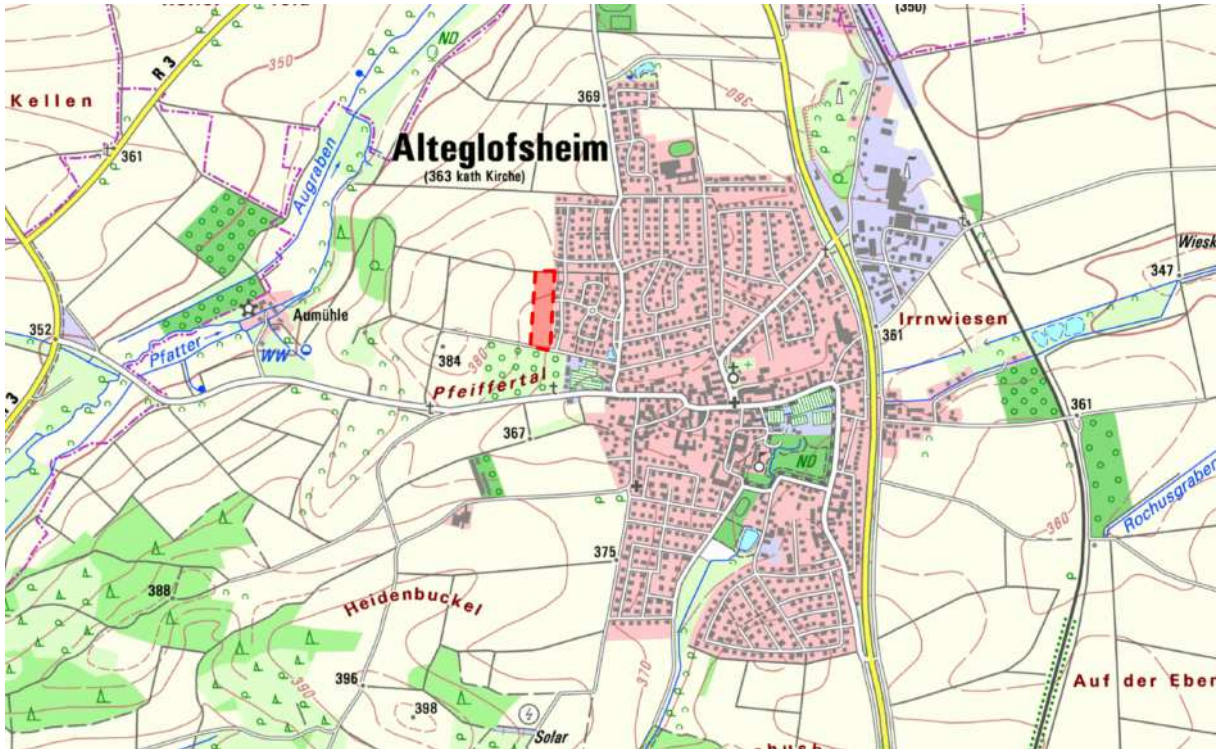 (350)
ND
R 3
350
Kellen
369
360
361
Augraben
Alteglofsheim
(363 kath Kirche)
347
Aumühle
352
Irrnwiesen
361
Pfatter
WW
384
380
Pfeiffertal
367
361
ND
Rochusgraben
360
375
388
Heidenbuckel
370
390
396
398
Auf der Eber
Solar